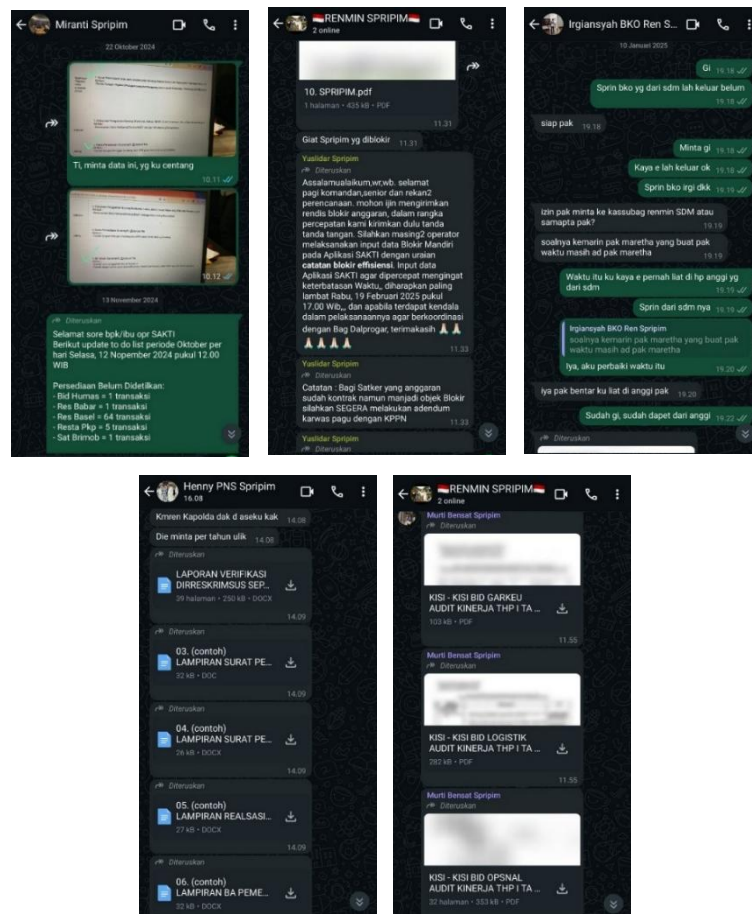 Miranti Spripim
22 Oktober 2024
Ti, minta data ini, yg ku centang
10.11
10.12
13 November 2024
Diteruskan
Selamat sore bpk/ibu opr SAKTI
Berikut update to do list periode Oktober per
hari Selasa, 12 Nopember 2024 pukul 12.00
WIB
Persediaan Belum Didetilkan:
- Bid Humas = 1 transaksi
- Res Babar = 1 transaksi
- Res Basel = 64 transaksi
- Resta Pkp = 5 transaksi
- Sat Brimob = 1 transaksi
RENMIN SPRIPIM
2 online
10. SPRIPIM.pdf
1 halaman • 435 kB • PDF
11.31
Giat Spripim yg diblokir 11.31
Yuslidar Spripim
Diteruskan
Assalamualaikum,wr,wb. selamat
pagi komandan,senior dan rekan2
perencanaan. mohon ijin mengirimkan
rendis blokir anggaran, dalam rangka
percepatan kami kirimkan dulu tanda
tanda tangan. Silahkan masing2 operator
melaksanakan input data Blokir Mandiri
pada Aplikasi SAKTI dengan uraian
catatan blokir effisiensi. Input data
Aplikasi SAKTI agar dipercepat mengingat
keterbatasan Waktu,, diharapkan paling
lambat Rabu, 19 Februari 2025 pukul
17.00 Wib,,, dan apabila terdapat kendala
dalam pelaksanaannya agar berkoordinasi
dengan Bag Dalprogar, terimakasih 🙏🏻 🙏🏻
🙏🏻 🙏🏻 🙏🏻 🙏🏻
11.33
Yuslidar Spripim
Diteruskan
Catatan : Bagi Satker yang anggaran
sudah kontrak namun menjadi objek Blokir
silahkan SEGERA melakukan adendum
karwas pagu dengan KPPN
11.33
Yuslidar Spripim
Diteruskan
Irgiansyah BKO Ren S...
10 Januari 2025
Gi 19.18
Sprin bko yg dari sdm lah keluar belum
19.18
siap pak 19.18
Minta gi 19.18
Kaya e lah keluar ok 19.18
Sprin bko irgi dkk 19.19
izin pak minta ke kassubag renmin SDM atau
samapta pak?
19.19
soalnya kemarin pak maretha yang buat pak
waktu masih ad pak maretha
19.19
Waktu itu ku kaya e pernah liat di hp anggi yg
dari sdm
19.19
Sprin dari sdm nya 19.19
Irgiansyah BKO Ren Spripim
soalnya kemarin pak maretha yang buat pak
waktu masih ad pak maretha
Iya, aku perbaiki waktu itu 19.20
iya pak bentar ku liat di anggi pak 19.20
Sudah gi, sudah dapet dari anggi 19.22
Diteruskan
Henny PNS Spripim
16.08
Kmren Kapolda dak d aseku kak 14.08
Die minta per tahun ulik 14.08
Diteruskan
LAPORAN VERIFIKASI
DIRRESKRIMSUS SEP...
39 halaman • 250 kB • DOCX
14.09
Diteruskan
03. (contoh)
LAMPIRAN SURAT PE...
32 kB • DOC
14.09
Diteruskan
04. (contoh)
LAMPIRAN SURAT PE...
26 kB • DOCX
14.09
Diteruskan
05. (contoh)
LAMPIRAN REALSASI...
27 kB • DOCX
14.09
Diteruskan
06. (contoh)
LAMPIRAN BA PEME...
32 kB • DOCX
RENMIN SPRIPIM
2 online
Murti Bensat Spripim
Diteruskan
KISI - KISI BID GARKEU
AUDIT KINERJA THP I TA ...
103 kB • PDF
11.55
Murti Bensat Spripim
Diteruskan
KISI - KISI BID LOGISTIK
AUDIT KINERJA THP I TA ...
282 kB • PDF
11.55
Murti Bensat Spripim
Diteruskan
KISI - KISI BID OPSNAL
AUDIT KINERJA THP I TA ...
32 halaman • 353 kB • PDF